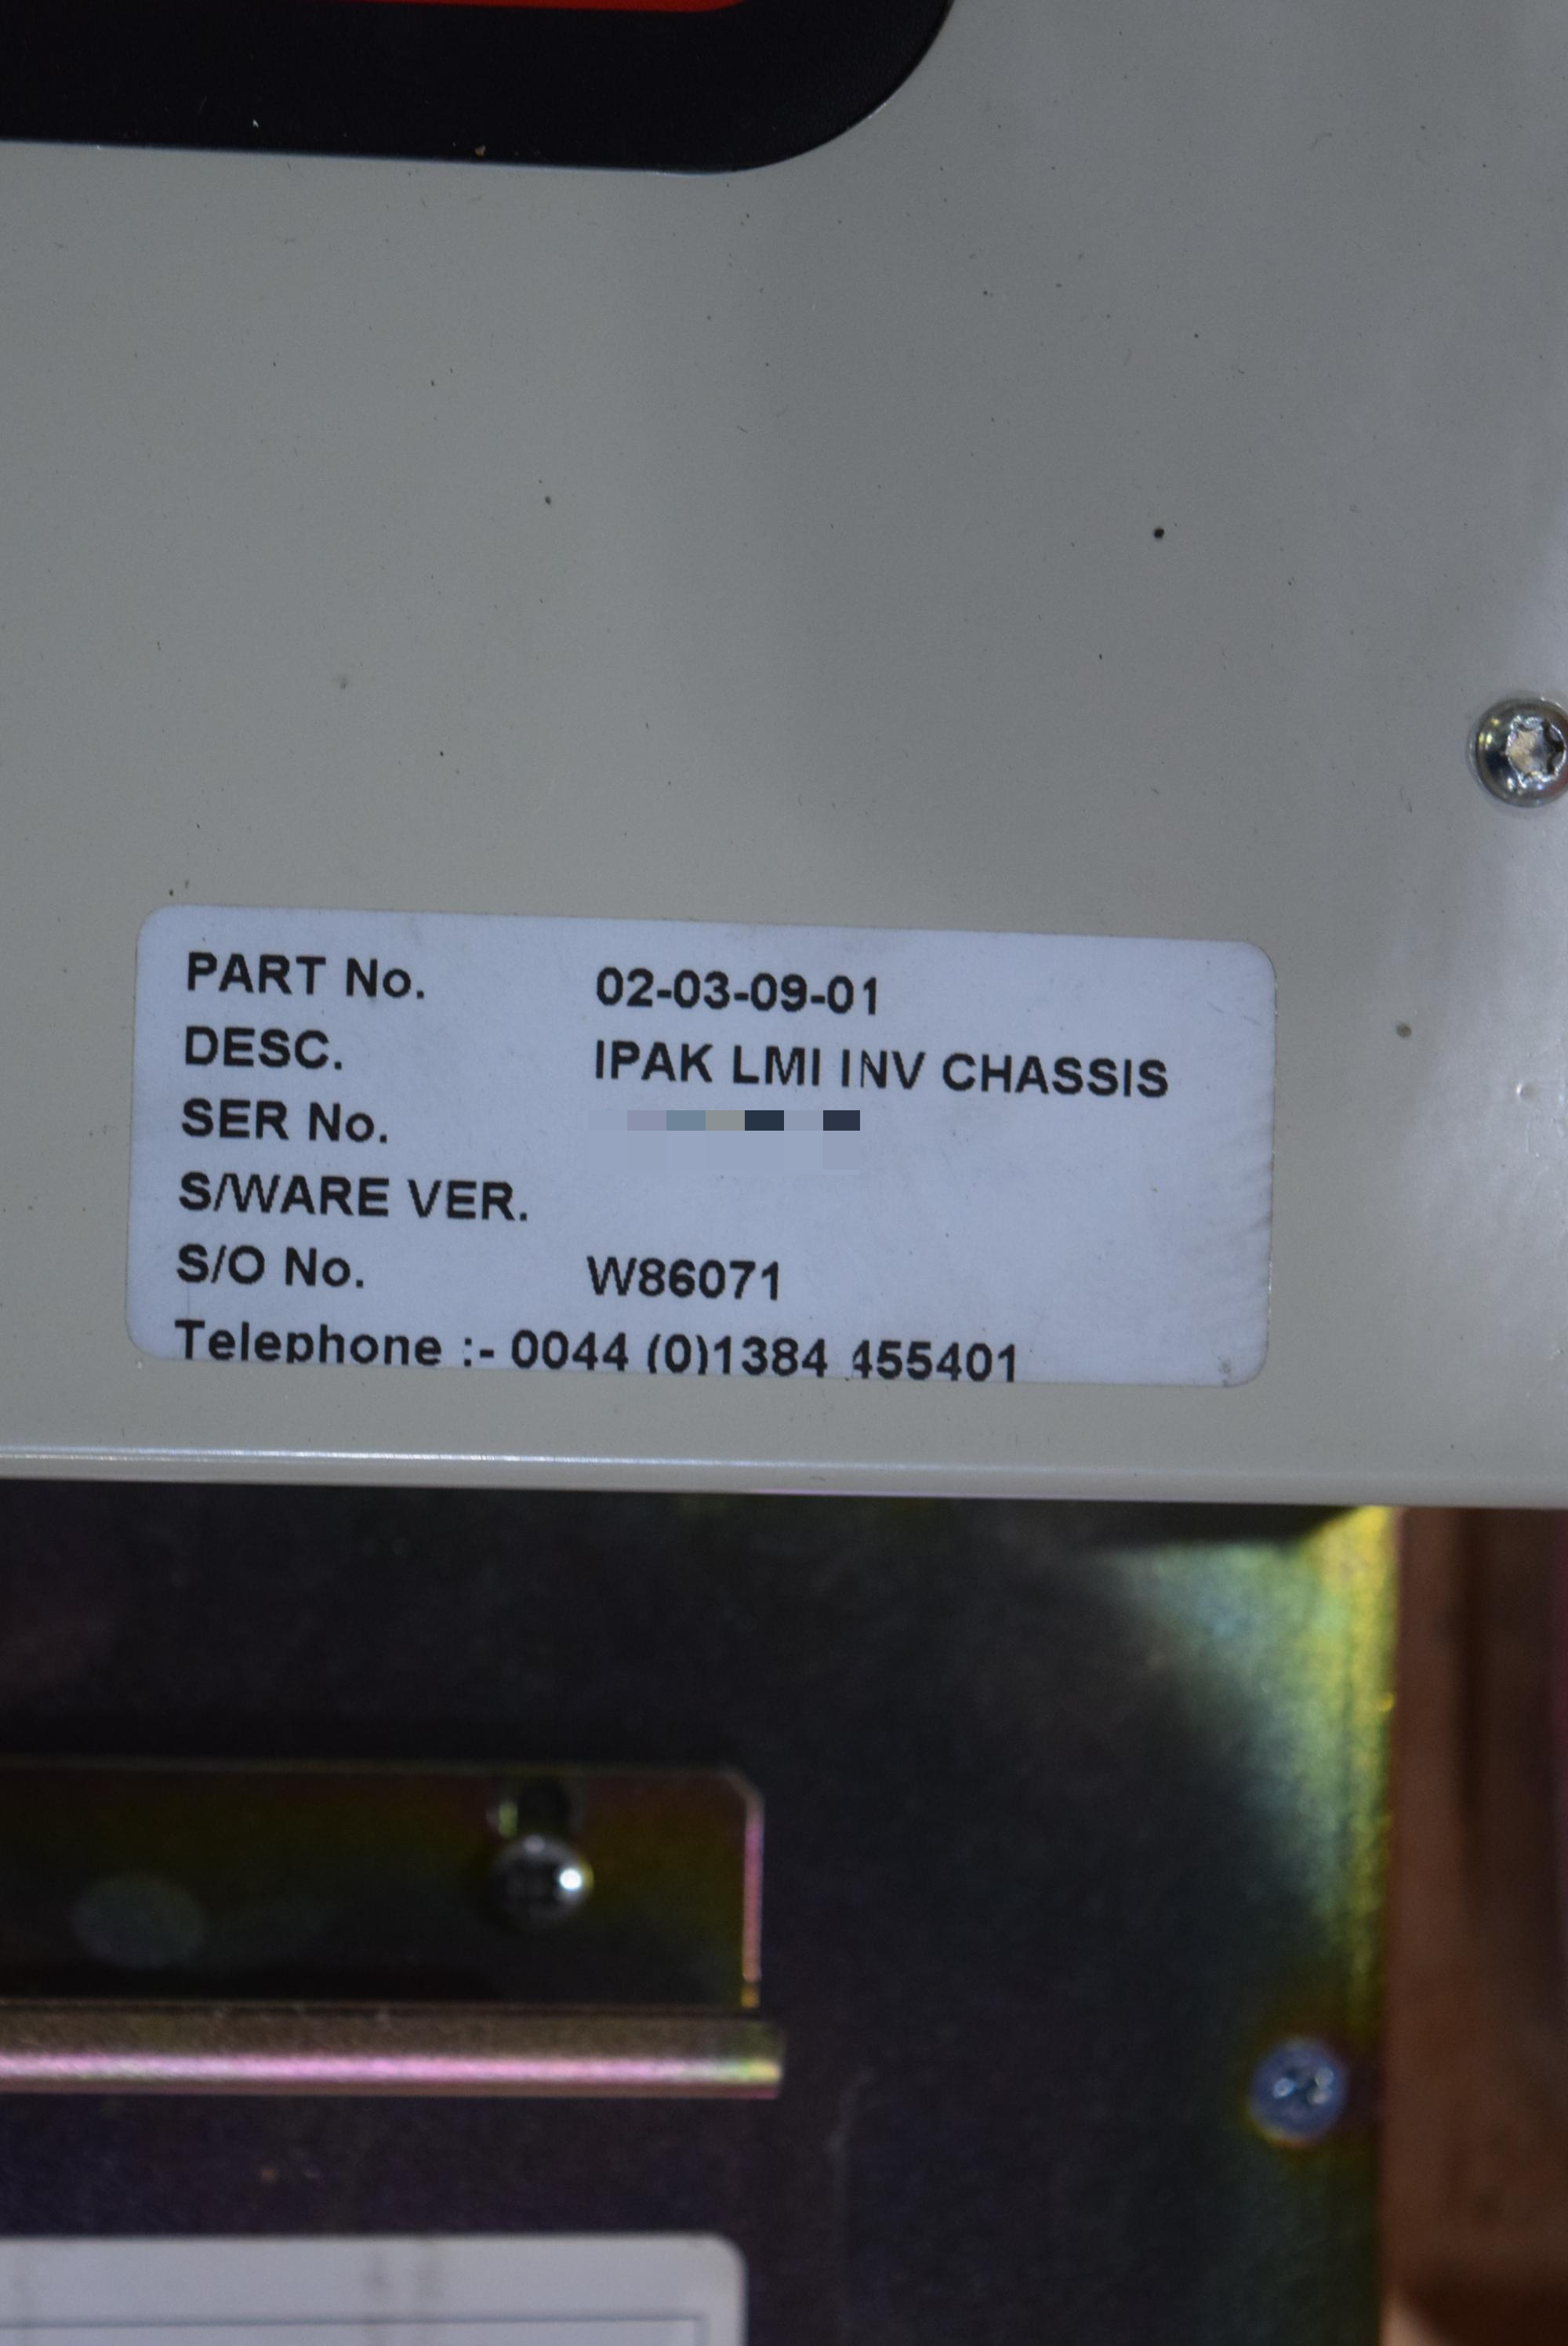 PART No. 02-03-09-01
DESC. IPAK LMI INV CHASSIS
SER No.
S/WARE VER.
S/O No. W86071
Telephone :- 0044 (0)1384 455401